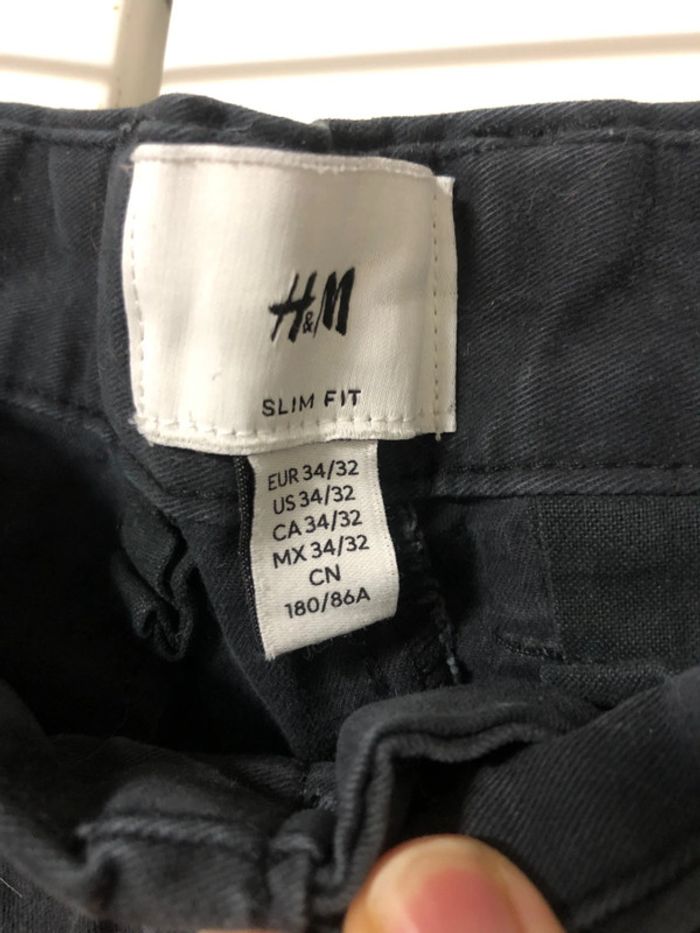 H&M
SLIM FIT
EUR 34/32
US 34/32
CA 34/32
MX 34/32
CN
180/86A